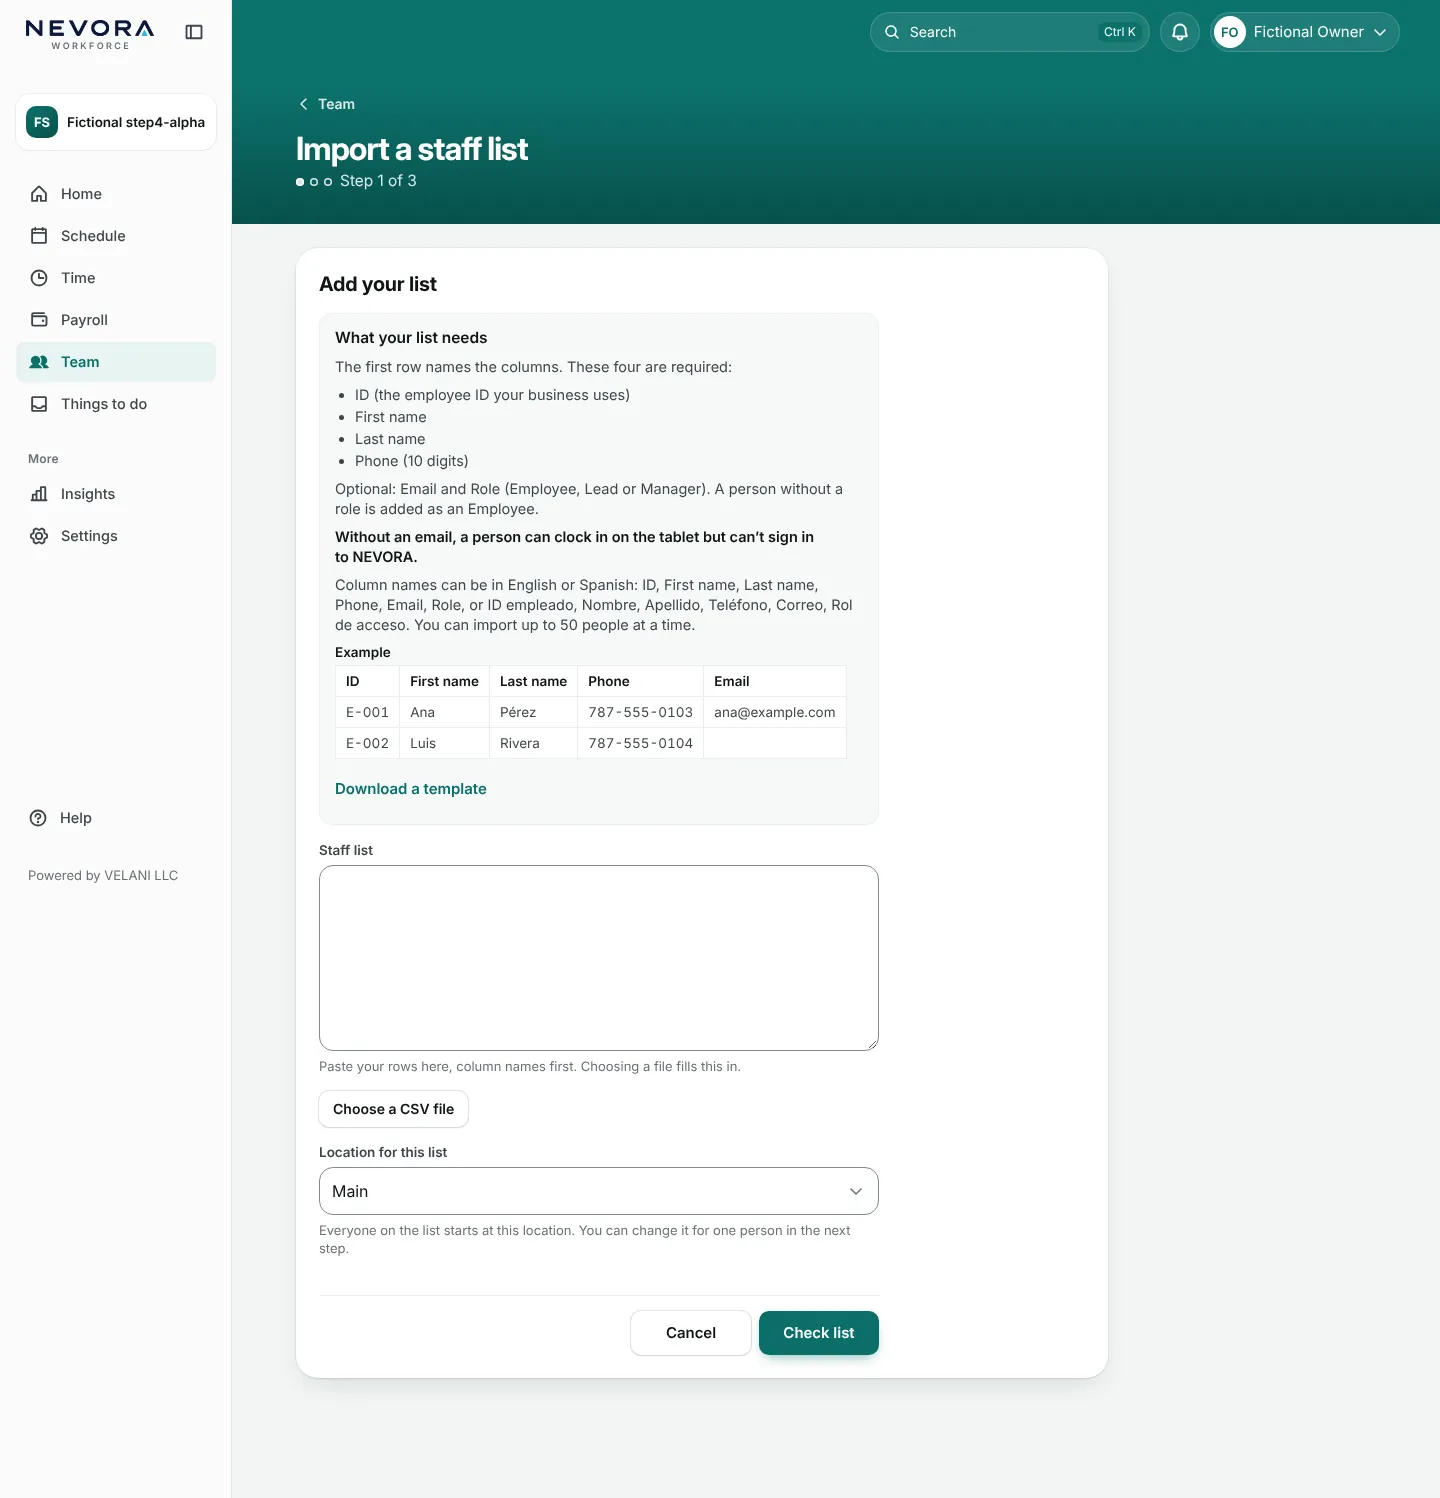 NEVORA
WORKFORCE
Search
Ctrl K
FO
Fictional Owner
FS
Fictional step4-alpha
Home
Schedule
Time
Payroll
Team
Things to do
More
Insights
Settings
Help
Powered by VELANI LLC
Team
Import a staff list
Step 1 of 3
Add your list
What your list needs
The first row names the columns. These four are required:
• ID (the employee ID your business uses)
• First name
• Last name
• Phone (10 digits)
Optional: Email and Role (Employee, Lead or Manager). A person without a
role is added as an Employee.
Without an email, a person can clock in on the tablet but can’t sign in
to NEVORA.
Column names can be in English or Spanish: ID, First name, Last name,
Phone, Email, Role, or ID empleado, Nombre, Apellido, Teléfono, Correo, Rol
de acceso. You can import up to 50 people at a time.
Example
ID First name Last name Phone Email
E-001 Ana Pérez 787-555-0103 ana@example.com
E-002 Luis Rivera 787-555-0104
Download a template
Staff list
Paste your rows here, column names first. Choosing a file fills this in.
Choose a CSV file
Location for this list
Main
Everyone on the list starts at this location. You can change it for one person in the next
step.
Cancel
Check list